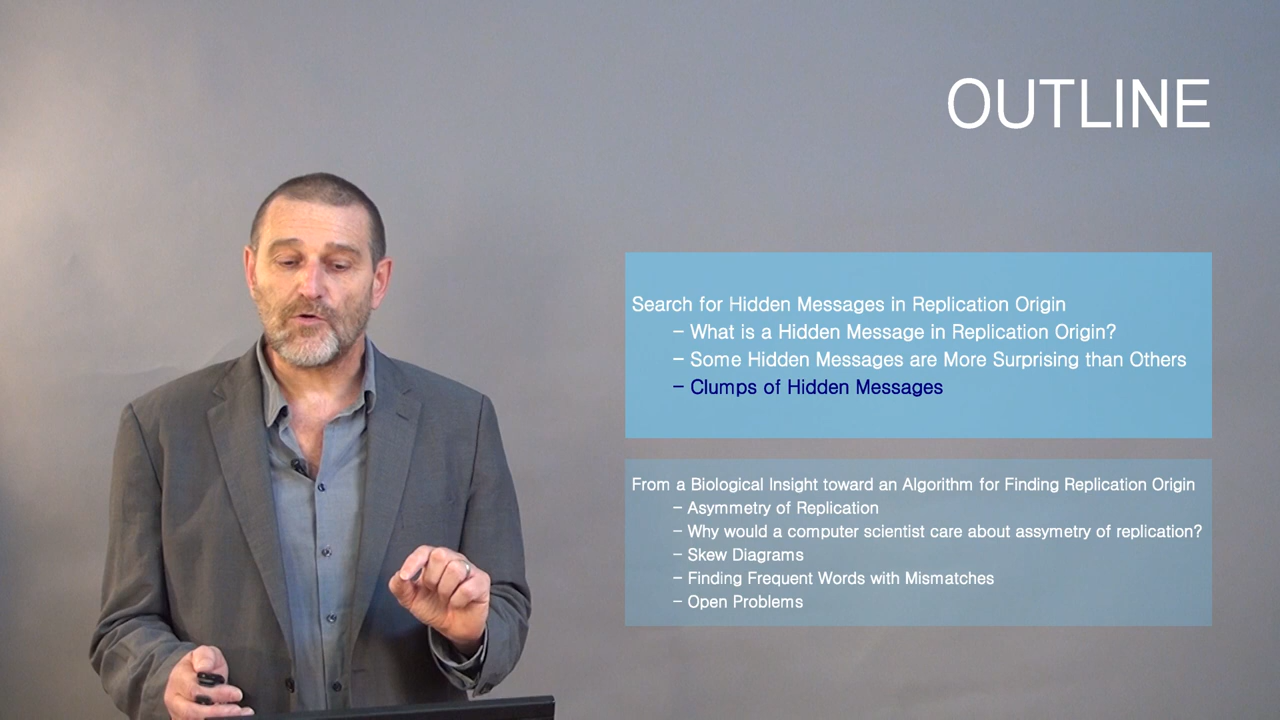 OUTLINE
Search for Hidden Messages in Replication Origin
– What is a Hidden Message in Replication Origin?
– Some Hidden Messages are More Surprising than Others
– Clumps of Hidden Messages
From a Biological Insight toward an Algorithm for Finding Replication Origin
– Asymmetry of Replication
– Why would a computer scientist care about assymetry of replication?
– Skew Diagrams
– Finding Frequent Words with Mismatches
– Open Problems